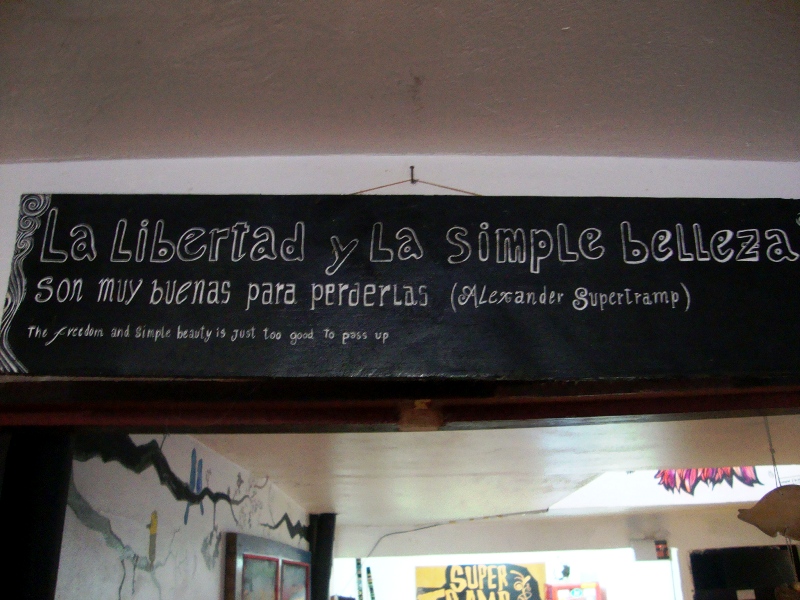 La Libertad y La simple belleza
son muy buenas para perderlas (Alexander Supertramp)
The freedom and simple beauty is just too good To pass up
SUPER